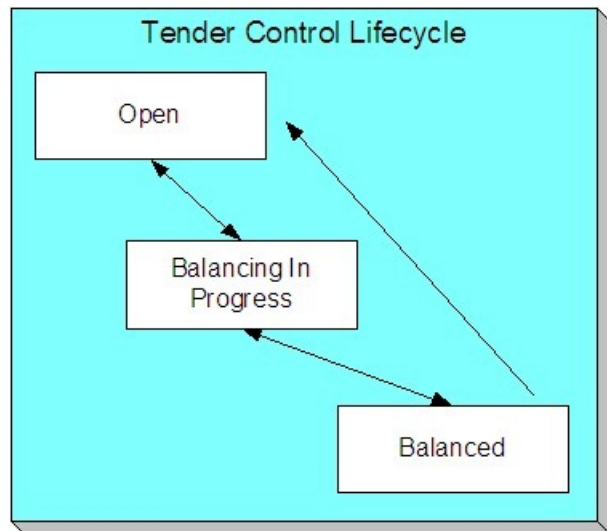 Tender Control Lifecycle
Open
Balancing In
Progress
Balanced